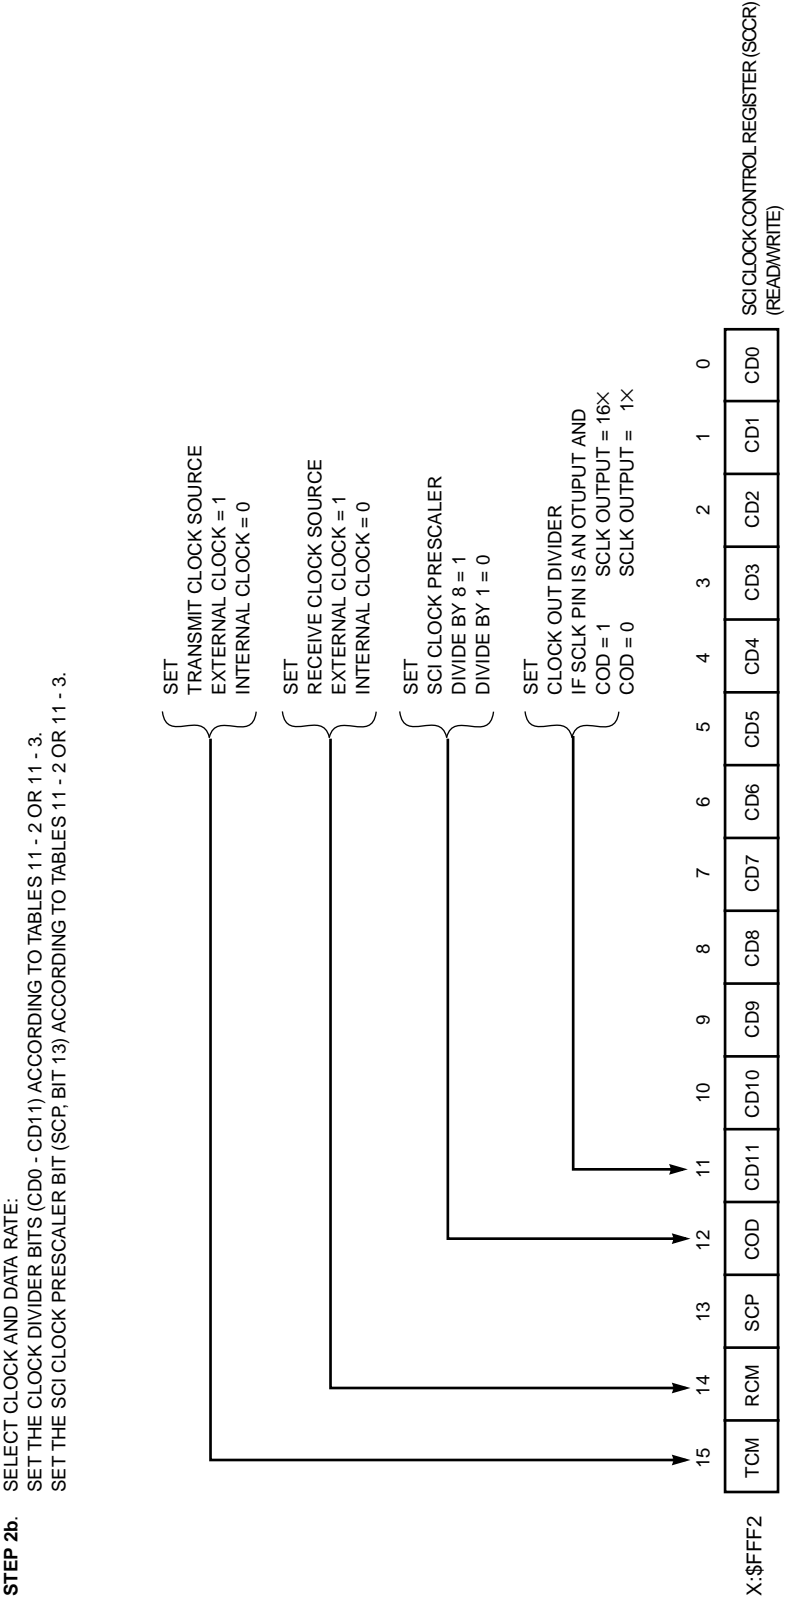 STEP 2b. SELECT CLOCK AND DATA RATE:
SET THE CLOCK DIVIDER BITS (CD0 - CD11) ACCORDING TO TABLES 11 - 2 OR 11 - 3.
SET THE SCI CLOCK PRESCALER BIT (SCP, BIT 13) ACCORDING TO TABLES 11 - 2 OR 11 - 3.
SET
TRANSMIT CLOCK SOURCE
EXTERNAL CLOCK = 1
INTERNAL CLOCK = 0
SET
RECEIVE CLOCK SOURCE
EXTERNAL CLOCK = 1
INTERNAL CLOCK = 0
SET
SCI CLOCK PRESCALER
DIVIDE BY 8 = 1
DIVIDE BY 1 = 0
SET
CLOCK OUT DIVIDER
IF SCLK PIN IS AN OTUPUT AND
COD = 1 SCLK OUTPUT = 16X
COD = 0 SCLK OUTPUT = 1X
15 14 13 12 11 10 9 8 7 6 5 4 3 2 1 0
X:$FFF2 TCM RCM SCP COD CD11 CD10 CD9 CD8 CD7 CD6 CD5 CD4 CD3 CD2 CD1 CD0 SCI CLOCK CONTROL REGISTER (SCCR)
(READ/WRITE)